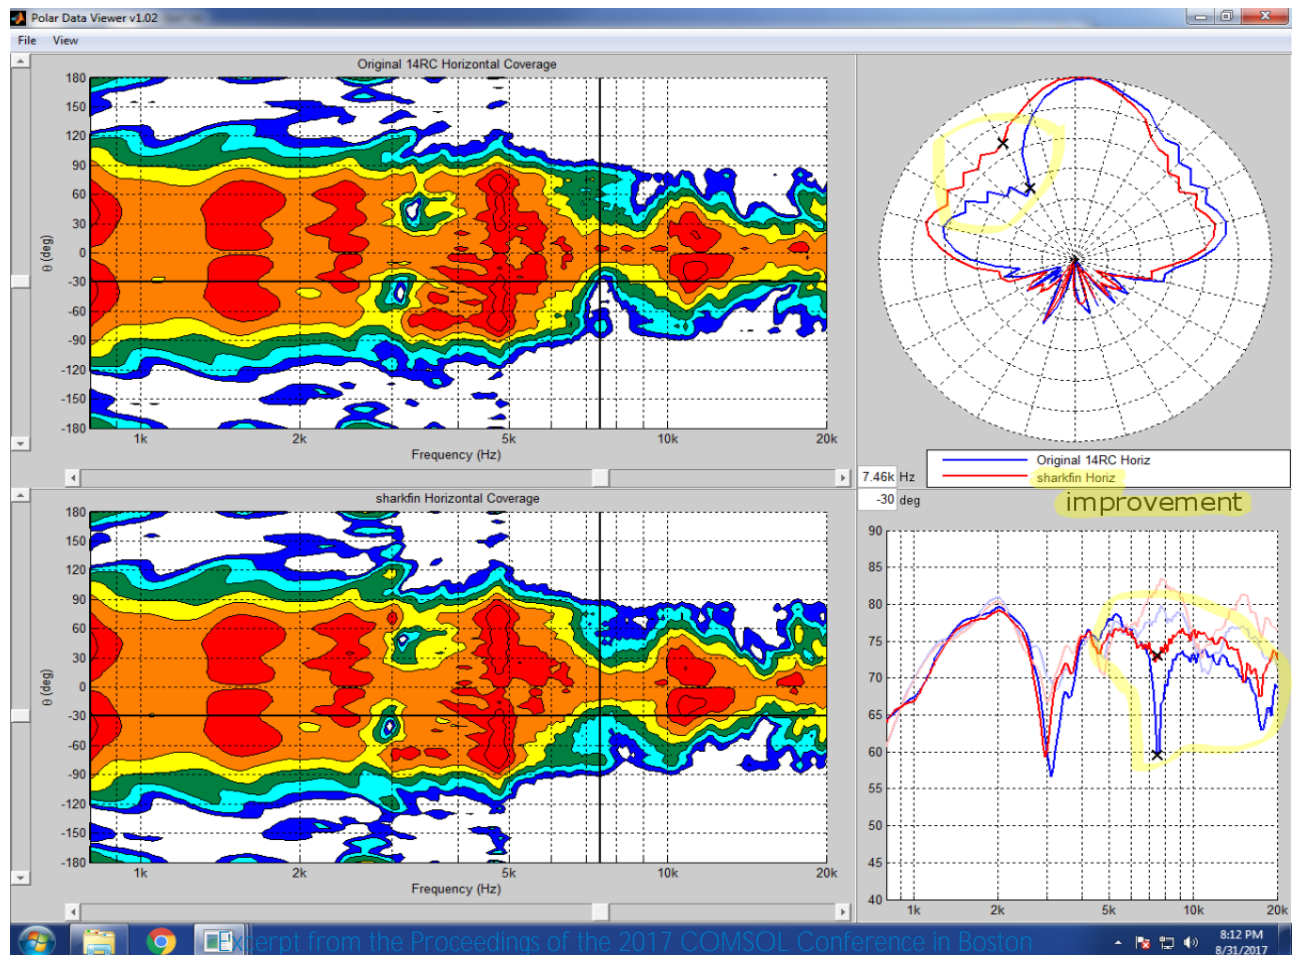 Polar Data Viewer v1.02
File View
Original 14RC Horizontal Coverage
180
150
120
90
60
30
0
-30
-60
-90
-120
-150
-180
θ (deg)
1k 2k 5k 10k 20k
Frequency (Hz)
sharkfin Horizontal Coverage
180
150
120
90
60
30
0
-30
-60
-90
-120
-150
-180
θ (deg)
1k 2k 5k 10k 20k
Frequency (Hz)
Original 14RC Horiz
sharkfin Horiz
7.46k Hz
-30 deg
improvement
90
85
80
75
70
65
60
55
50
45
40
1k 2k 5k 10k 20k
Excerpt from the Proceedings of the 2017 COMSOL Conference in Boston
8:12 PM
8/31/2017